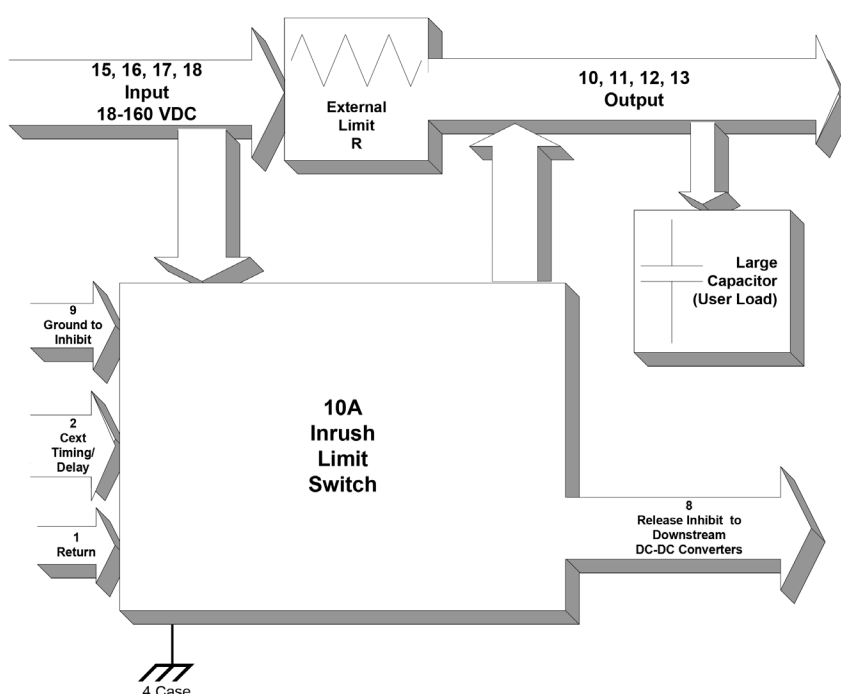 15, 16, 17, 18
Input
18-160 VDC
External
Limit
R
10, 11, 12, 13
Output
Large
Capacitor
(User Load)
9
Ground to
Inhibit
2
Cext
Timing/
Delay
1
Return
10A
Inrush
Limit
Switch
8
Release Inhibit to
Downstream
DC-DC Converters
4 Case